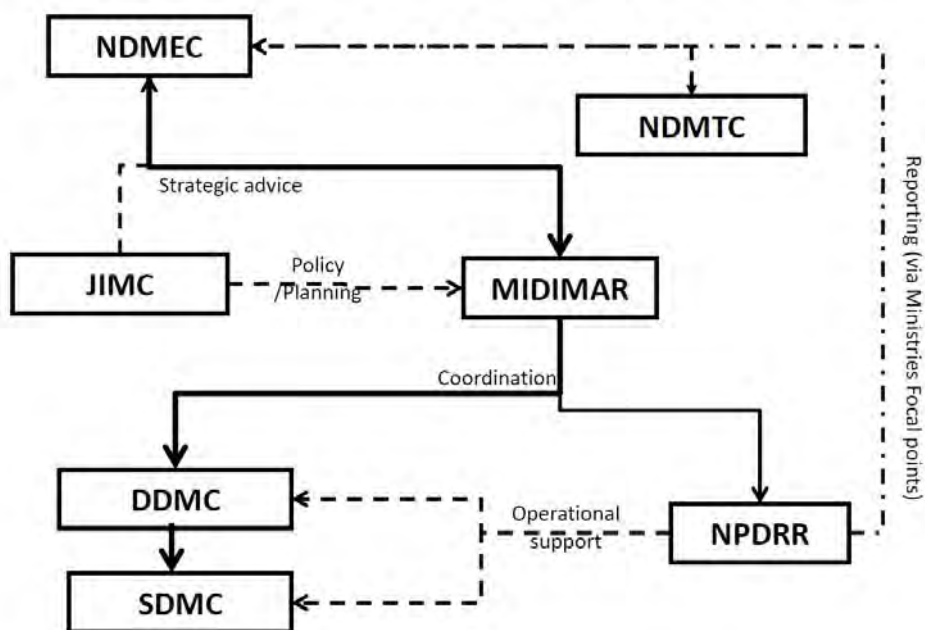 NDMEC
NDMTC
Strategic advice
JIMC
Policy
/Planning
MIDIMAR
Reporting (via Ministries Focal points)
Coordination
DDMC
Operational
support
NPDRR
SDMC